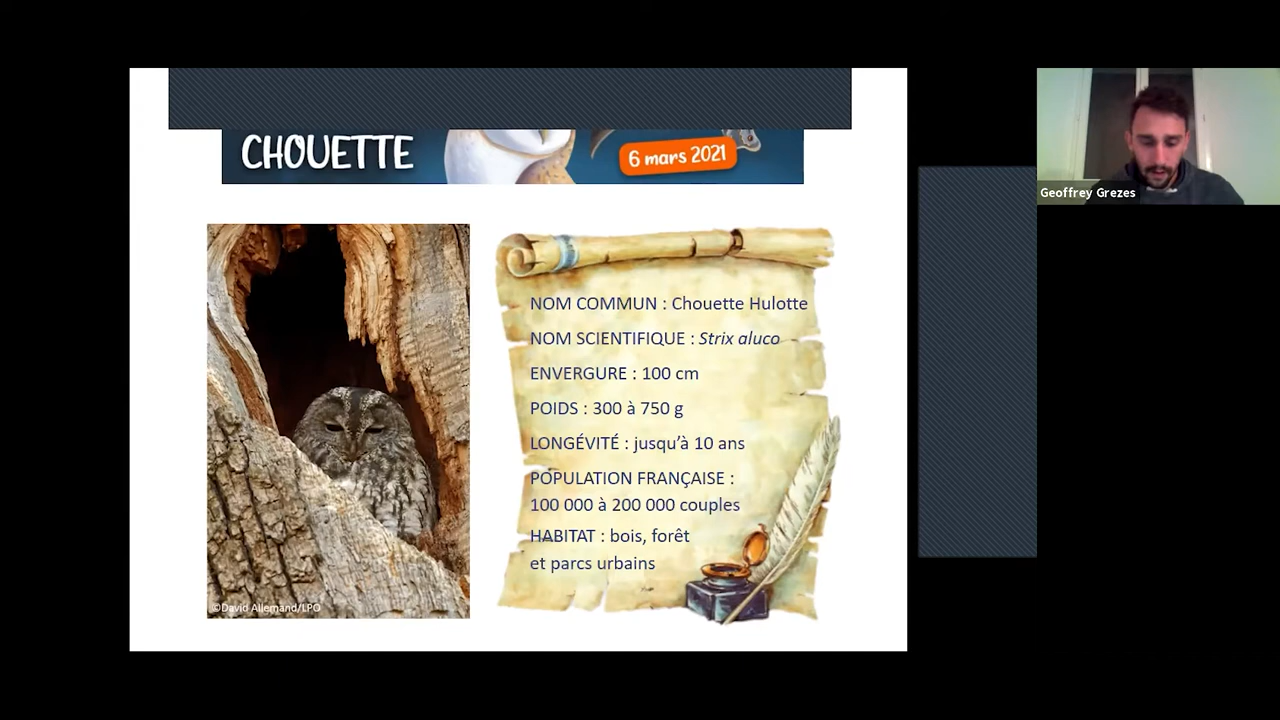 CHOUETTE
6 mars 2021
Geoffrey Grezes
NOM COMMUN : Chouette Hulotte
NOM SCIENTIFIQUE : Strix aluco
ENVERGURE : 100 cm
POIDS : 300 à 750 g
LONGÉVITÉ : jusqu’à 10 ans
POPULATION FRANÇAISE :
100 000 à 200 000 couples
HABITAT : bois, forêt
et parcs urbains
©David Allemand/LPO